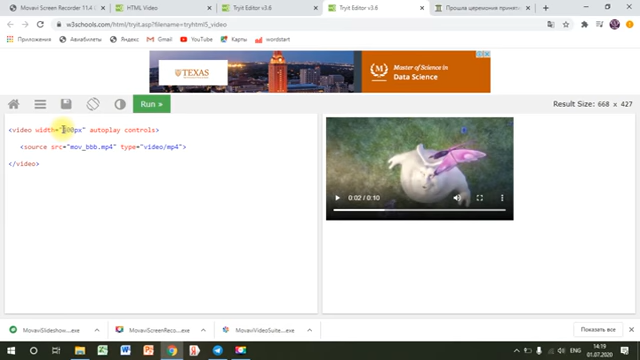 Movavi Screen Recorder 11.4
HTML Video
Tryit Editor v3.6
Tryit Editor v3.6
Прошла церемония принят
w3schools.com/html/tryit.asp?filename=tryhtml5_video
Приложения
Авиабилеты
Яндекс
Gmail
YouTube
Карты
wordstart
TEXAS
Master of Science in
Data Science
Run »
Result Size: 668 x 427
<video width="300px" autoplay controls>
<source src="mov_bbb.mp4" type="video/mp4">
</video>
0:02 / 0:10
MovaviSlideshow....exe
MovaviScreenReco....exe
MovaviVideoSuite....exe
Показать все
ENG
14:19
01.07.2020